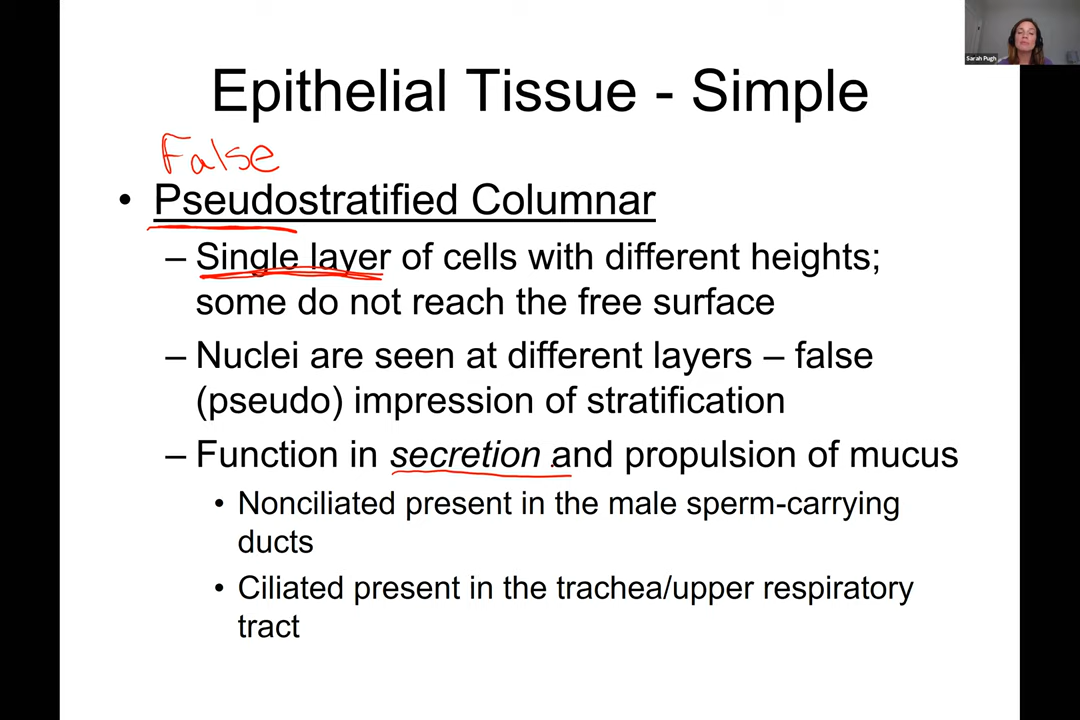 Sarah Pugh
Epithelial Tissue - Simple
False
• Pseudostratified Columnar
– Single layer of cells with different heights;
some do not reach the free surface
– Nuclei are seen at different layers – false
(pseudo) impression of stratification
– Function in secretion and propulsion of mucus
• Nonciliated present in the male sperm-carrying
ducts
• Ciliated present in the trachea/upper respiratory
tract